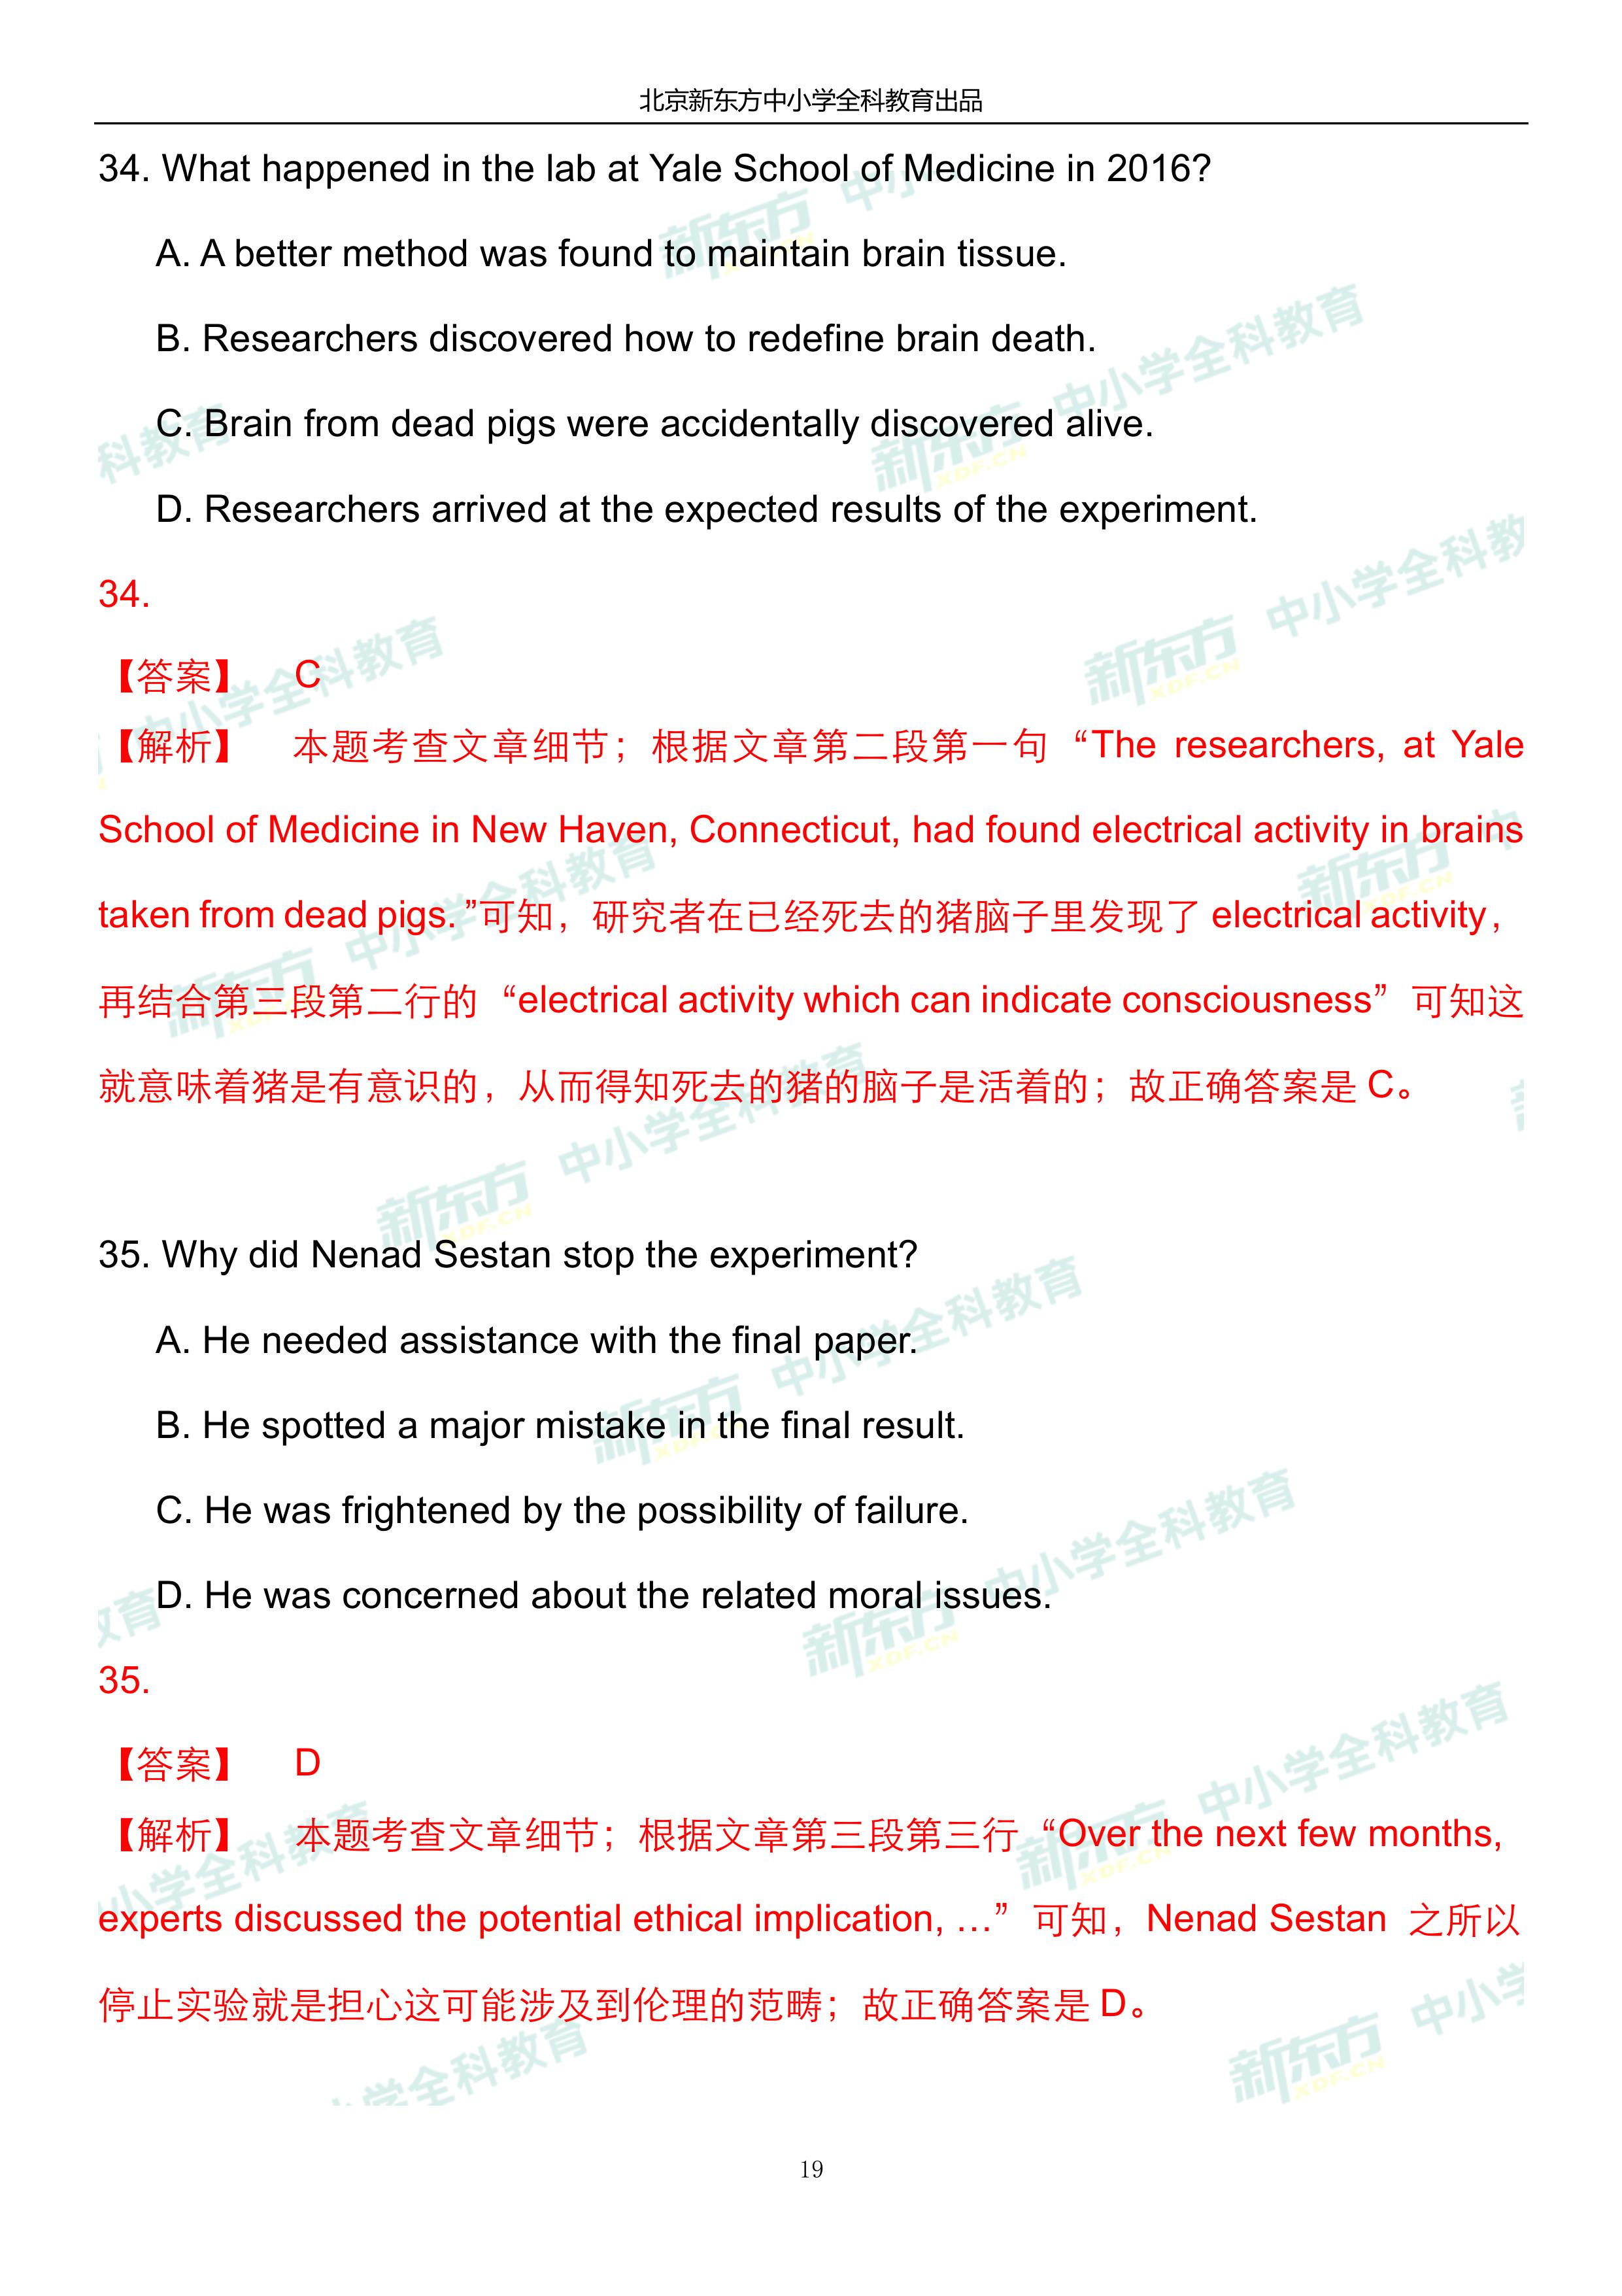 北京新东方中小学全科教育出品
34. What happened in the lab at Yale School of Medicine in 2016?
A. A better method was found to maintain brain tissue.
B. Researchers discovered how to redefine brain death.
C. Brain from dead pigs were accidentally discovered alive.
D. Researchers arrived at the expected results of the experiment.
34.
【答案】 C
【解析】 本题考查文章细节；根据文章第二段第一句 “The researchers, at Yale
School of Medicine in New Haven, Connecticut, had found electrical activity in brains
taken from dead pigs. ”可知，研究者在已经死去的猪脑子里发现了 electrical activity，
再结合第三段第二行的 “electrical activity which can indicate consciousness” 可知这
就意味着猪是有意识的，从而得知死去的猪的脑子是活着的；故正确答案是 C。
35. Why did Nenad Sestan stop the experiment?
A. He needed assistance with the final paper.
B. He spotted a major mistake in the final result.
C. He was frightened by the possibility of failure.
D. He was concerned about the related moral issues.
35.
【答案】 D
【解析】 本题考查文章细节；根据文章第三段第三行 “Over the next few months,
experts discussed the potential ethical implication, …” 可知，Nenad Sestan 之所以
停止实验就是担心这可能涉及到伦理的范畴；故正确答案是 D。
19